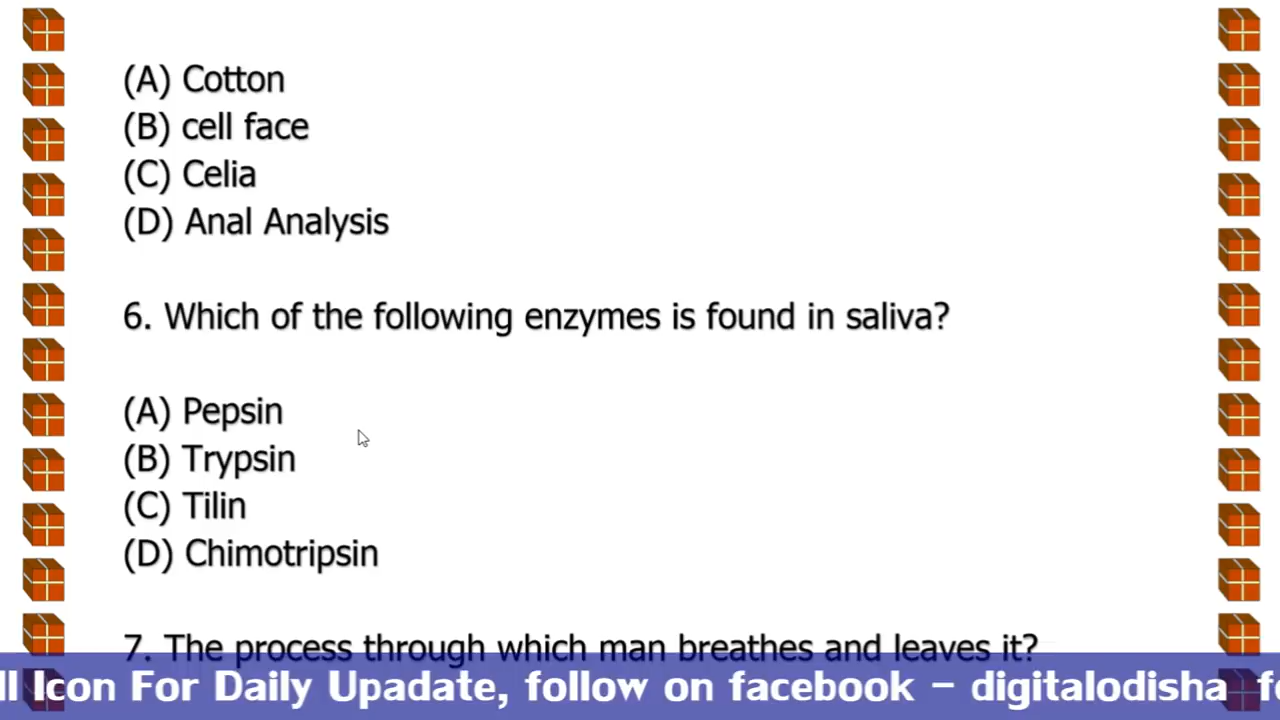 (A) Cotton
(B) cell face
(C) Celia
(D) Anal Analysis
6. Which of the following enzymes is found in saliva?
(A) Pepsin
(B) Trypsin
(C) Tilin
(D) Chimotripsin
7. The process through which man breathes and leaves it?
Icon For Daily Upadate, follow on facebook - digitalodisha